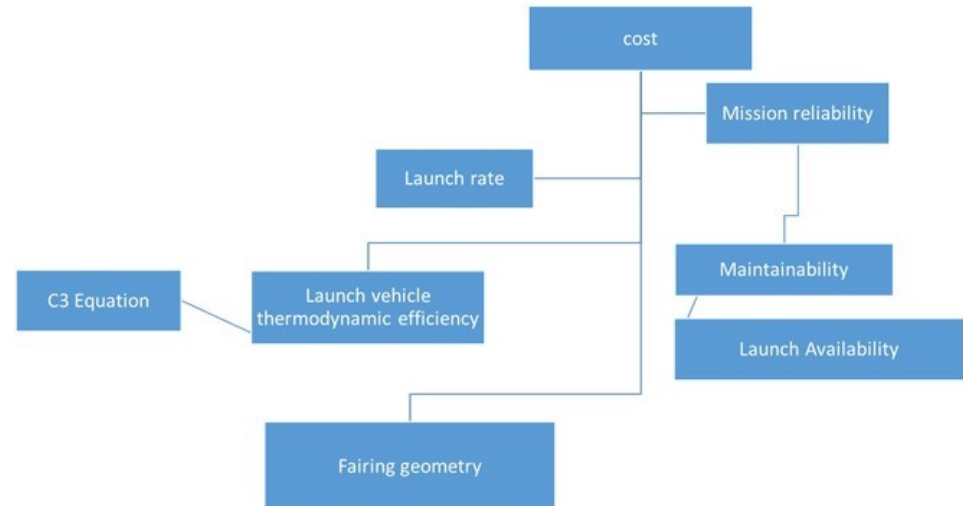 cost
Mission reliability
Launch rate
Maintainability
C3 Equation
Launch vehicle
thermodynamic efficiency
Launch Availability
Fairing geometry